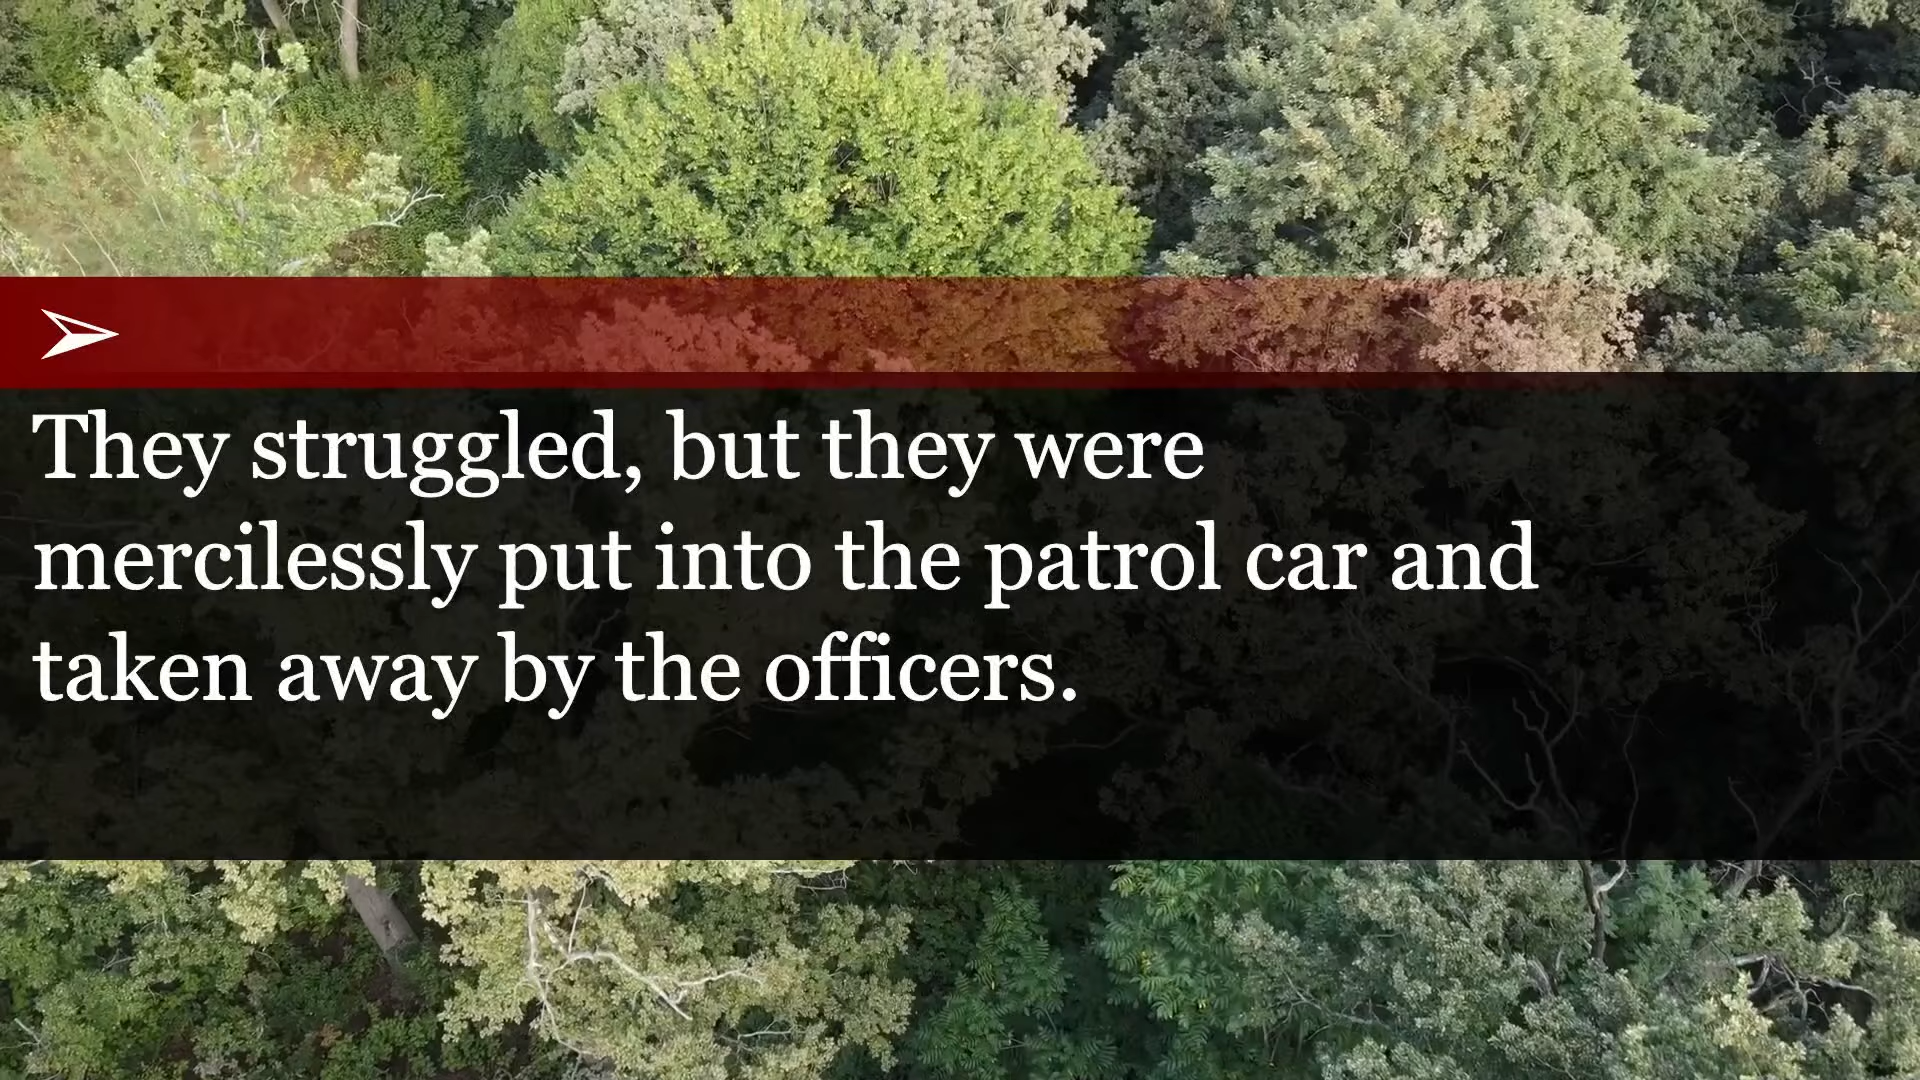 They struggled, but they were
mercilessly put into the patrol car and
taken away by the officers.